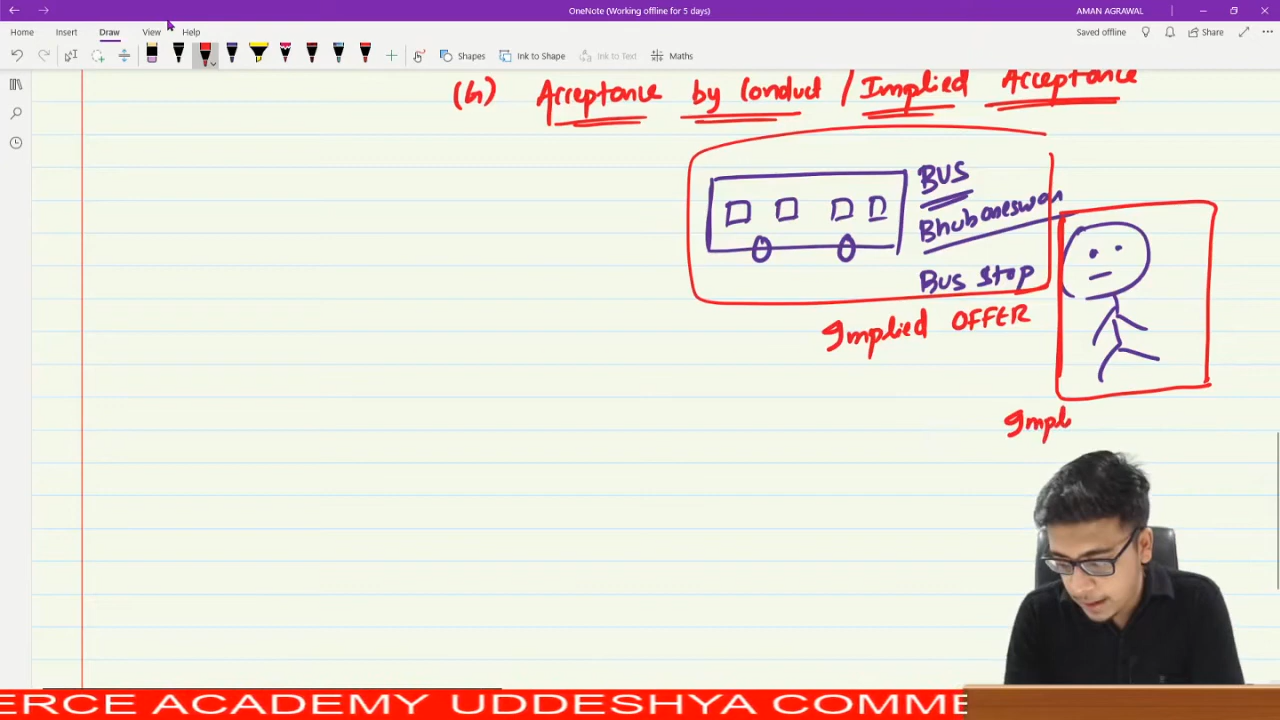 OneNote (Working offline for 5 days)
AMAN AGRAWAL
Home Insert Draw View Help
Saved offline
Share
Shapes
Ink to Shape
Ink to Text
Maths
(G) Acceptance by Conduct / Implied Acceptance
BUS
Bhubaneswar
Bus Stop
Implied OFFER
Impl
ERCE ACADEMY UDDESHYA COMME